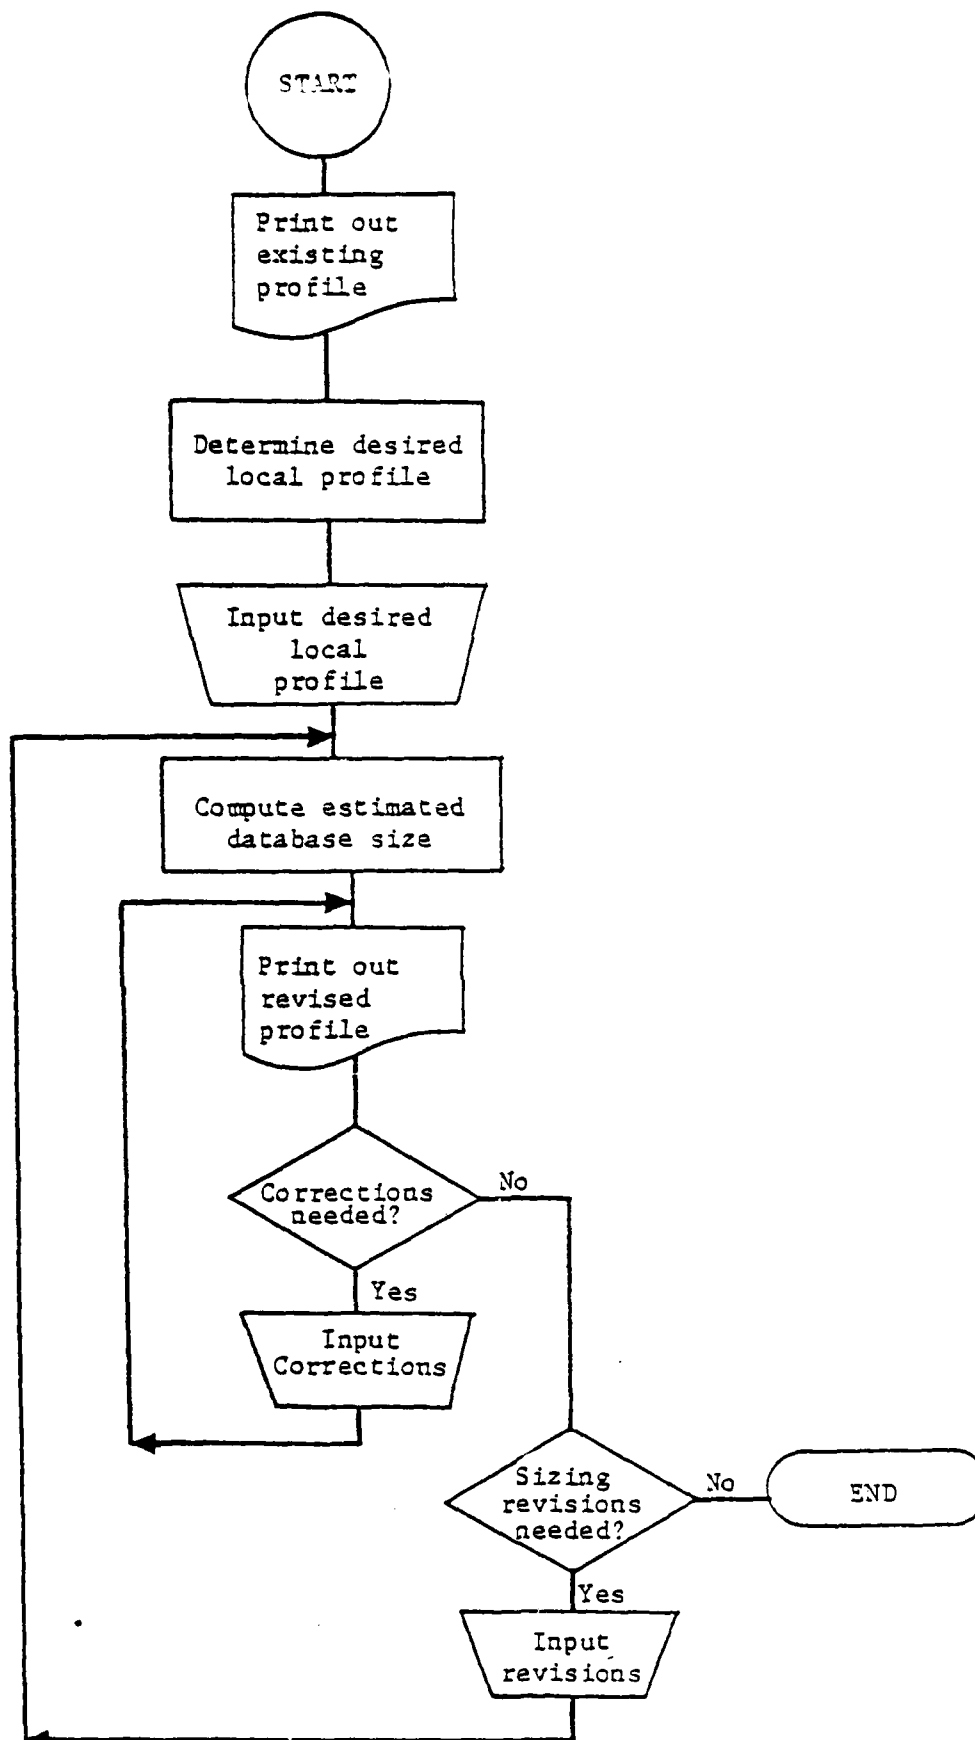 START
Print out
existing
profile
Determine desired
local profile
Input desired
local
profile
Compute estimated
database size
Print out
revised
profile
Corrections
needed?
No
Yes
Input
Corrections
Sizing
revisions
needed?
No
END
Yes
Input
revisions